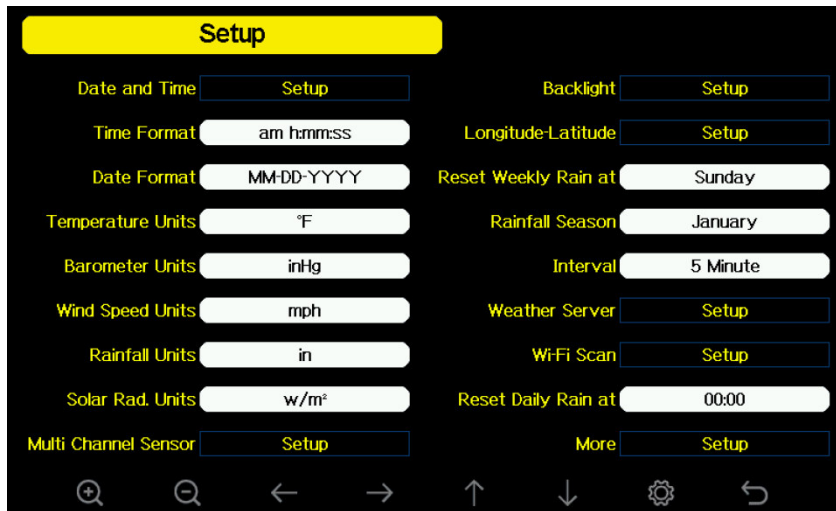 Setup
Date and Time Setup
Time Format am h:mm:ss
Date Format MM-DD-YYYY
Temperature Units °F
Barometer Units inHg
Wind Speed Units mph
Rainfall Units in
Solar Rad. Units w/m²
Multi Channel Sensor Setup
Backlight Setup
Longitude-Latitude Setup
Reset Weekly Rain at Sunday
Rainfall Season January
Interval 5 Minute
Weather Server Setup
Wi-Fi Scan Setup
Reset Daily Rain at 00:00
More Setup